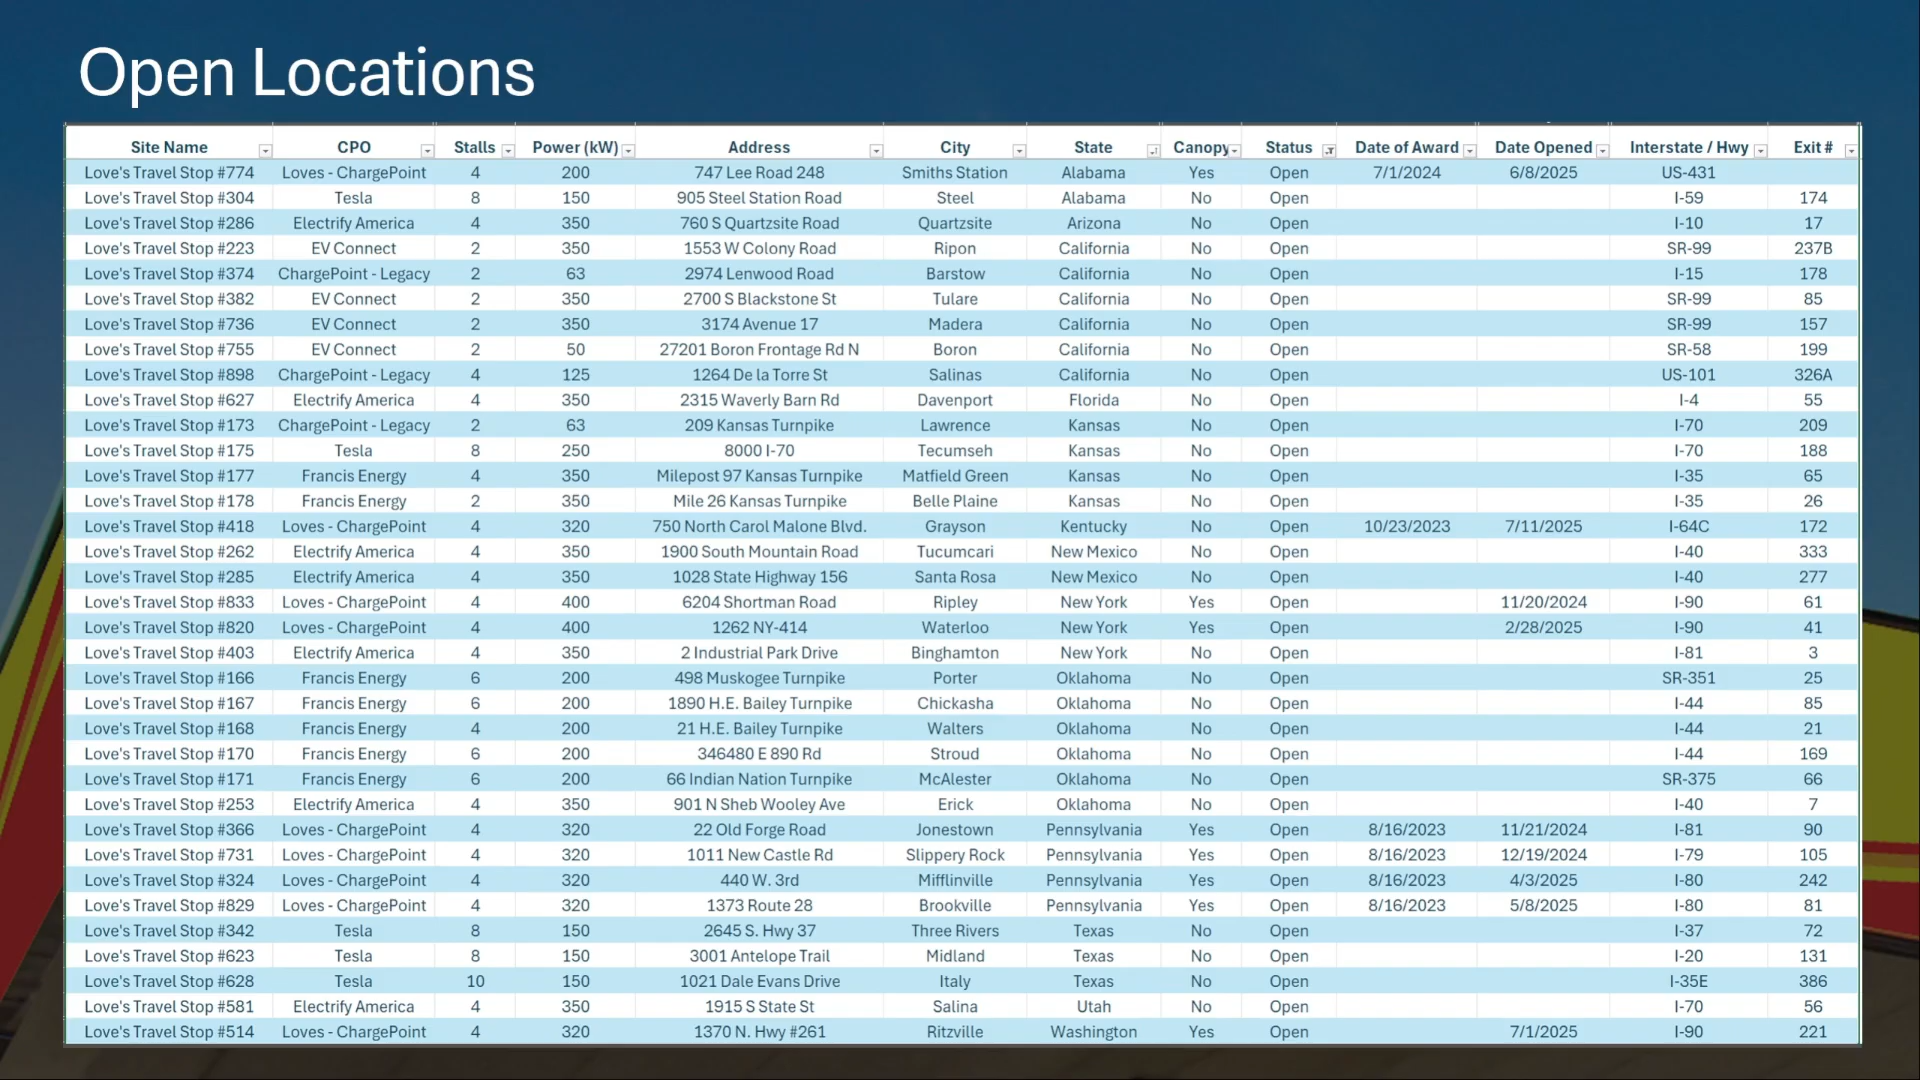 Open Locations
Site Name CPO Stalls Power (kW) Address City State Canopy Status Date of Award Date Opened Interstate / Hwy Exit #
Love's Travel Stop #774 Loves - ChargePoint 4 200 747 Lee Road 248 Smiths Station Alabama Yes Open 7/1/2024 6/8/2025 US-431
Love's Travel Stop #304 Tesla 8 150 905 Steel Station Road Steel Alabama No Open I-59 174
Love's Travel Stop #286 Electrify America 4 350 760 S Quartzsite Road Quartzsite Arizona No Open I-10 17
Love's Travel Stop #223 EV Connect 2 350 1553 W Colony Road Ripon California No Open SR-99 237B
Love's Travel Stop #374 ChargePoint - Legacy 2 63 2974 Lenwood Road Barstow California No Open I-15 178
Love's Travel Stop #382 EV Connect 2 350 2700 S Blackstone St Tulare California No Open SR-99 85
Love's Travel Stop #736 EV Connect 2 350 3174 Avenue 17 Madera California No Open SR-99 157
Love's Travel Stop #755 EV Connect 2 50 27201 Boron Frontage Rd N Boron California No Open SR-58 199
Love's Travel Stop #898 ChargePoint - Legacy 4 125 1264 De la Torre St Salinas California No Open US-101 326A
Love's Travel Stop #627 Electrify America 4 350 2315 Waverly Barn Rd Davenport Florida No Open I-4 55
Love's Travel Stop #173 ChargePoint - Legacy 2 63 209 Kansas Turnpike Lawrence Kansas No Open I-70 209
Love's Travel Stop #175 Tesla 8 250 8000 I-70 Tecumseh Kansas No Open I-70 188
Love's Travel Stop #177 Francis Energy 4 350 Milepost 97 Kansas Turnpike Matfield Green Kansas No Open I-35 65
Love's Travel Stop #178 Francis Energy 2 350 Mile 26 Kansas Turnpike Belle Plaine Kansas No Open I-35 26
Love's Travel Stop #418 Loves - ChargePoint 4 320 750 North Carol Malone Blvd. Grayson Kentucky No Open 10/23/2023 7/11/2025 I-64C 172
Love's Travel Stop #262 Electrify America 4 350 1900 South Mountain Road Tucumcari New Mexico No Open I-40 333
Love's Travel Stop #285 Electrify America 4 350 1028 State Highway 156 Santa Rosa New Mexico No Open I-40 277
Love's Travel Stop #833 Loves - ChargePoint 4 400 6204 Shortman Road Ripley New York Yes Open 11/20/2024 I-90 61
Love's Travel Stop #820 Loves - ChargePoint 4 400 1262 NY-414 Waterloo New York Yes Open 2/28/2025 I-90 41
Love's Travel Stop #403 Electrify America 4 350 2 Industrial Park Drive Binghamton New York No Open I-81 3
Love's Travel Stop #166 Francis Energy 6 200 498 Muskogee Turnpike Porter Oklahoma No Open SR-351 25
Love's Travel Stop #167 Francis Energy 6 200 1890 H.E. Bailey Turnpike Chickasha Oklahoma No Open I-44 85
Love's Travel Stop #168 Francis Energy 4 200 21 H.E. Bailey Turnpike Walters Oklahoma No Open I-44 21
Love's Travel Stop #170 Francis Energy 6 200 346480 E 890 Rd Stroud Oklahoma No Open I-44 169
Love's Travel Stop #171 Francis Energy 6 200 66 Indian Nation Turnpike McAlester Oklahoma No Open SR-375 66
Love's Travel Stop #253 Electrify America 4 350 901 N Sheb Wooley Ave Erick Oklahoma No Open I-40 7
Love's Travel Stop #366 Loves - ChargePoint 4 320 22 Old Forge Road Jonestown Pennsylvania Yes Open 8/16/2023 11/21/2024 I-81 90
Love's Travel Stop #731 Loves - ChargePoint 4 320 1011 New Castle Rd Slippery Rock Pennsylvania Yes Open 8/16/2023 12/19/2024 I-79 105
Love's Travel Stop #324 Loves - ChargePoint 4 320 440 W. 3rd Mifflinville Pennsylvania Yes Open 8/16/2023 4/3/2025 I-80 242
Love's Travel Stop #829 Loves - ChargePoint 4 320 1373 Route 28 Brookville Pennsylvania Yes Open 8/16/2023 5/8/2025 I-80 81
Love's Travel Stop #342 Tesla 8 150 2645 S. Hwy 37 Three Rivers Texas No Open I-37 72
Love's Travel Stop #623 Tesla 8 150 3001 Antelope Trail Midland Texas No Open I-20 131
Love's Travel Stop #628 Tesla 10 150 1021 Dale Evans Drive Italy Texas No Open I-35E 386
Love's Travel Stop #581 Electrify America 4 350 1915 S State St Salina Utah No Open I-70 56
Love's Travel Stop #514 Loves - ChargePoint 4 320 1370 N. Hwy #261 Ritzville Washington Yes Open 7/1/2025 I-90 221